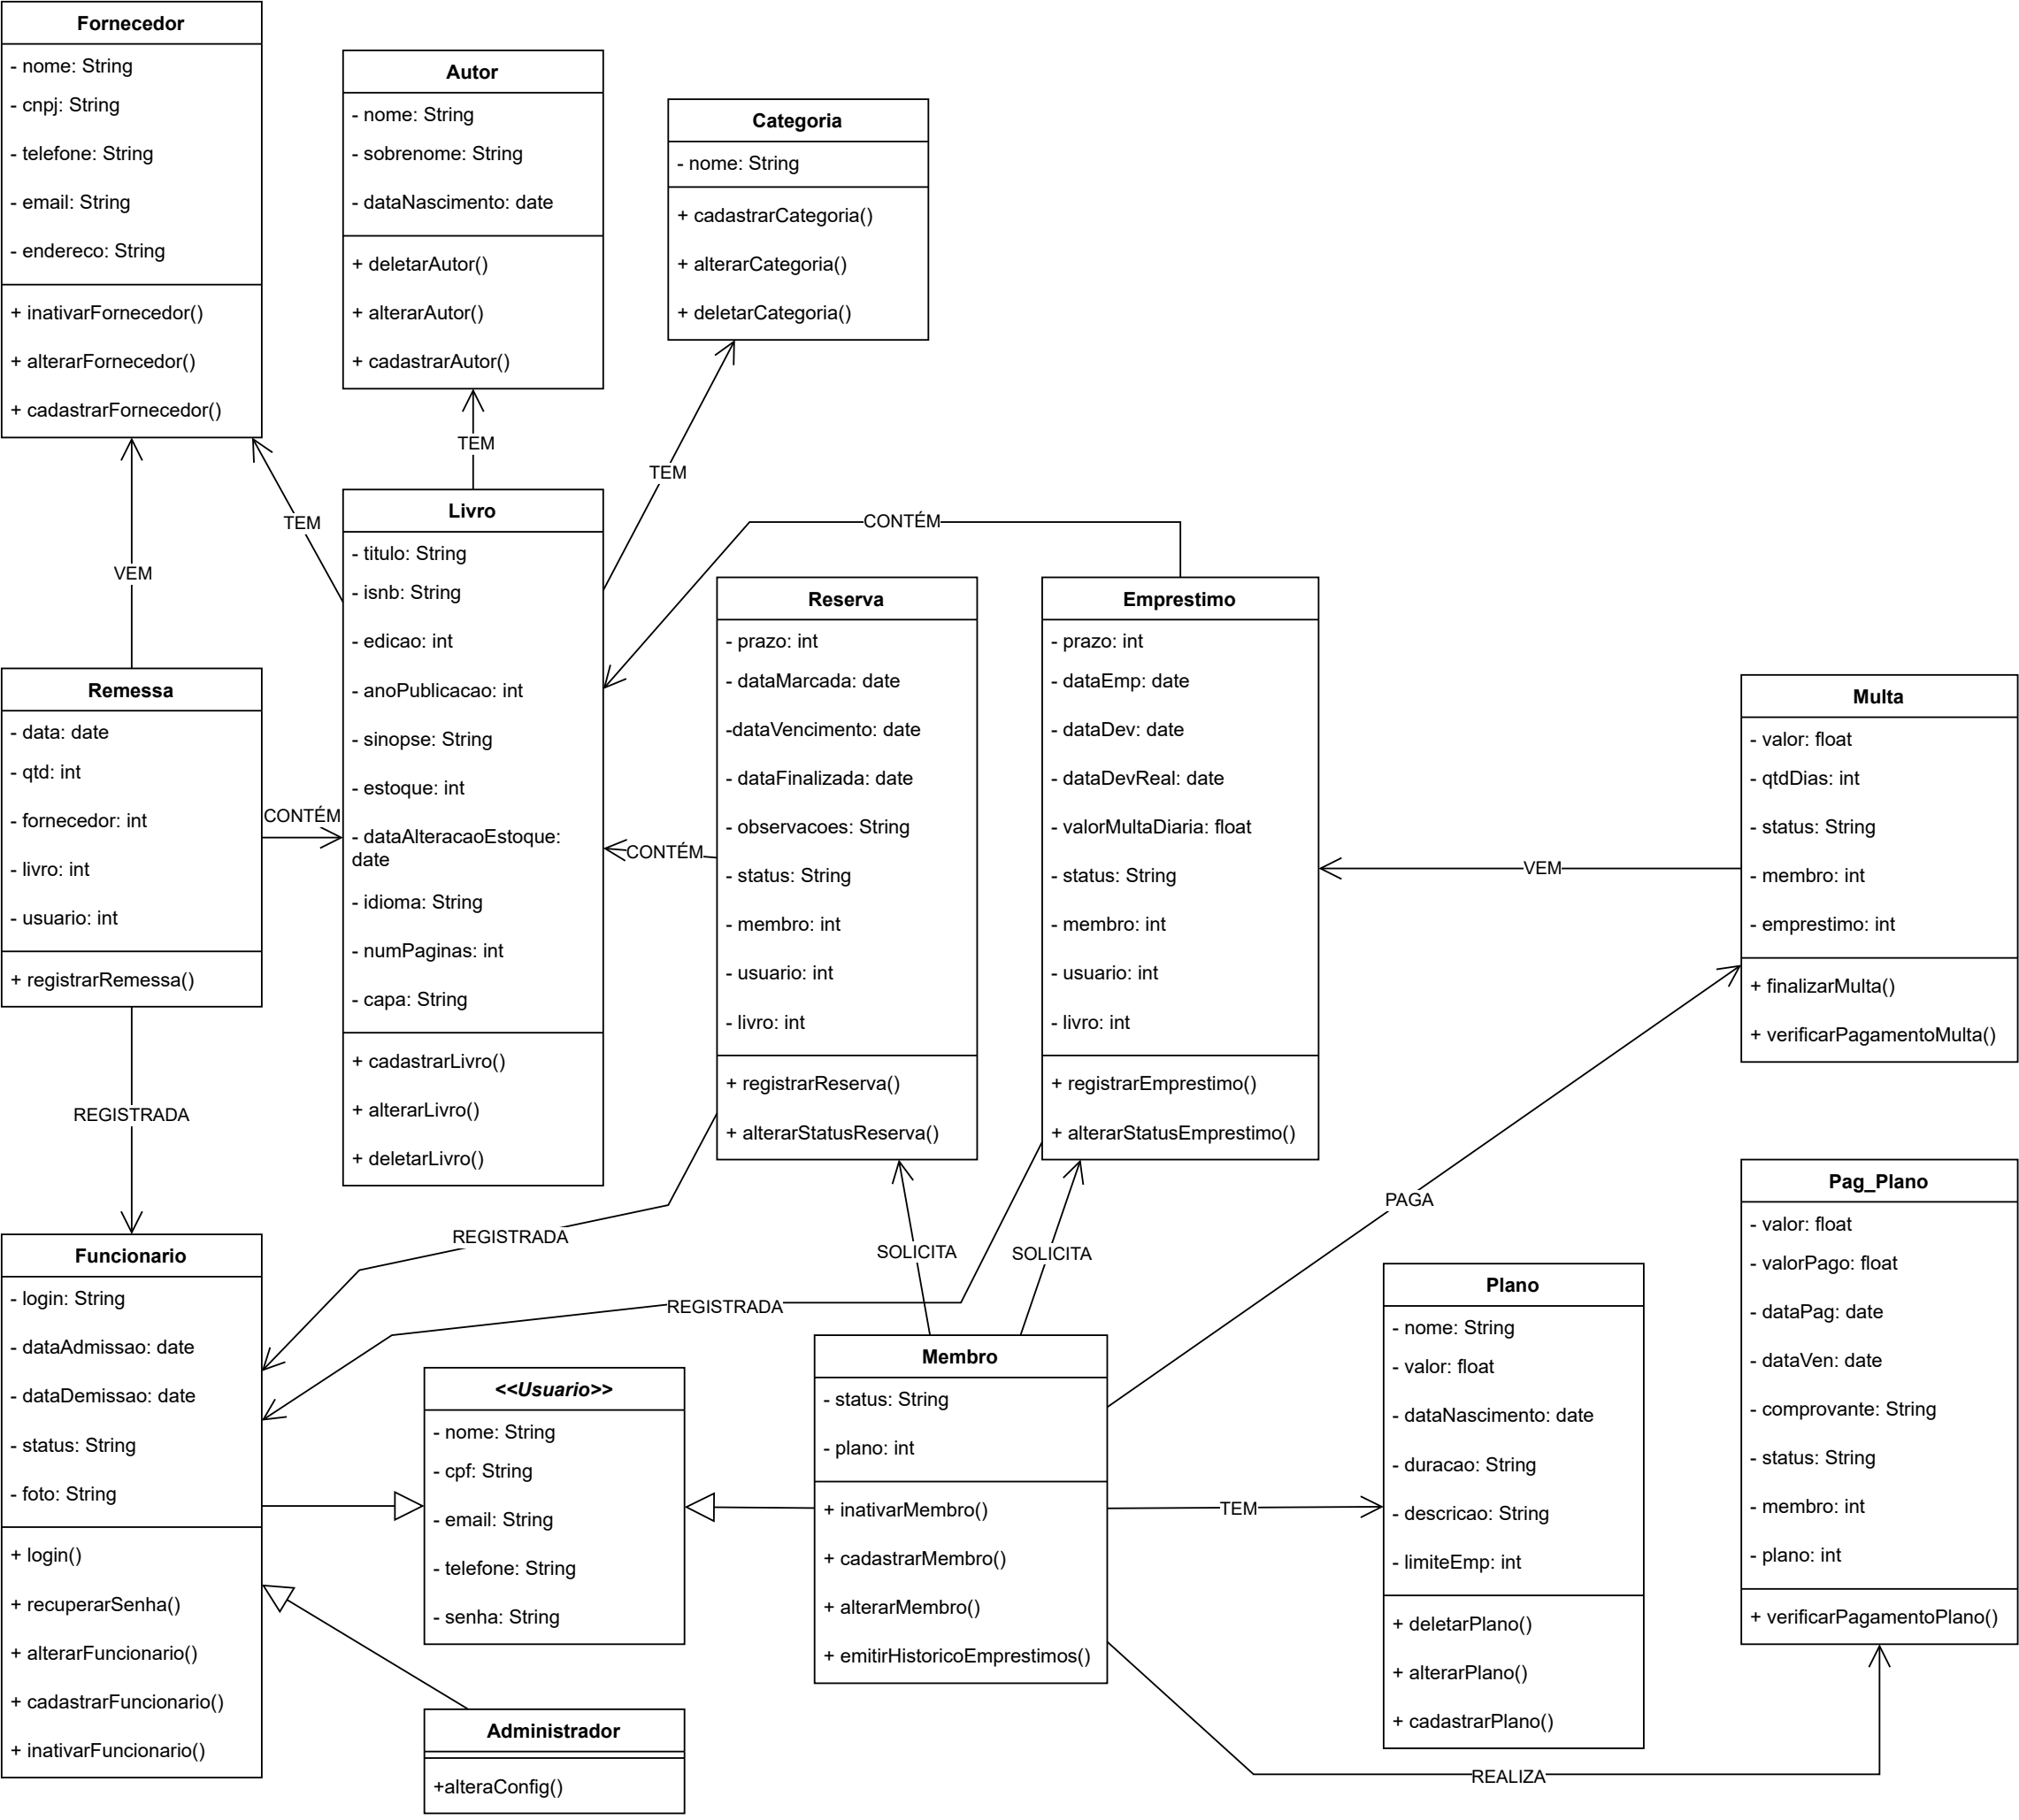 Fornecedor
- nome: String
- cnpj: String
- telefone: String
- email: String
- endereco: String
+ inativarFornecedor()
+ alterarFornecedor()
+ cadastrarFornecedor()
Autor
- nome: String
- sobrenome: String
- dataNascimento: date
+ deletarAutor()
+ alterarAutor()
+ cadastrarAutor()
Categoria
- nome: String
+ cadastrarCategoria()
+ alterarCategoria()
+ deletarCategoria()
TEM
TEM
TEM
VEM
CONTÉM
Livro
- titulo: String
- isnb: String
- edicao: int
- anoPublicacao: int
- sinopse: String
- estoque: int
- dataAlteracaoEstoque:
date
- idioma: String
- numPaginas: int
- capa: String
+ cadastrarLivro()
+ alterarLivro()
+ deletarLivro()
Reserva
- prazo: int
- dataMarcada: date
-dataVencimento: date
- dataFinalizada: date
- observacoes: String
- status: String
- membro: int
- usuario: int
- livro: int
+ registrarReserva()
+ alterarStatusReserva()
Emprestimo
- prazo: int
- dataEmp: date
- dataDev: date
- dataDevReal: date
- valorMultaDiaria: float
- status: String
- membro: int
- usuario: int
- livro: int
+ registrarEmprestimo()
+ alterarStatusEmprestimo()
Remessa
- data: date
- qtd: int
- fornecedor: int
- livro: int
- usuario: int
+ registrarRemessa()
CONTÉM
CONTÉM
VEM
Multa
- valor: float
- qtdDias: int
- status: String
- membro: int
- emprestimo: int
+ finalizarMulta()
+ verificarPagamentoMulta()
REGISTRADA
REGISTRADA
REGISTRADA
SOLICITA
SOLICITA
PAGA
Funcionario
- login: String
- dataAdmissao: date
- dataDemissao: date
- status: String
- foto: String
+ login()
+ recuperarSenha()
+ alterarFuncionario()
+ cadastrarFuncionario()
+ inativarFuncionario()
<<Usuario>>
- nome: String
- cpf: String
- email: String
- telefone: String
- senha: String
Administrador
+alteraConfig()
Membro
- status: String
- plano: int
+ inativarMembro()
+ cadastrarMembro()
+ alterarMembro()
+ emitirHistoricoEmprestimos()
TEM
REALIZA
Plano
- nome: String
- valor: float
- dataNascimento: date
- duracao: String
- descricao: String
- limiteEmp: int
+ deletarPlano()
+ alterarPlano()
+ cadastrarPlano()
Pag_Plano
- valor: float
- valorPago: float
- dataPag: date
- dataVen: date
- comprovante: String
- status: String
- membro: int
- plano: int
+ verificarPagamentoPlano()